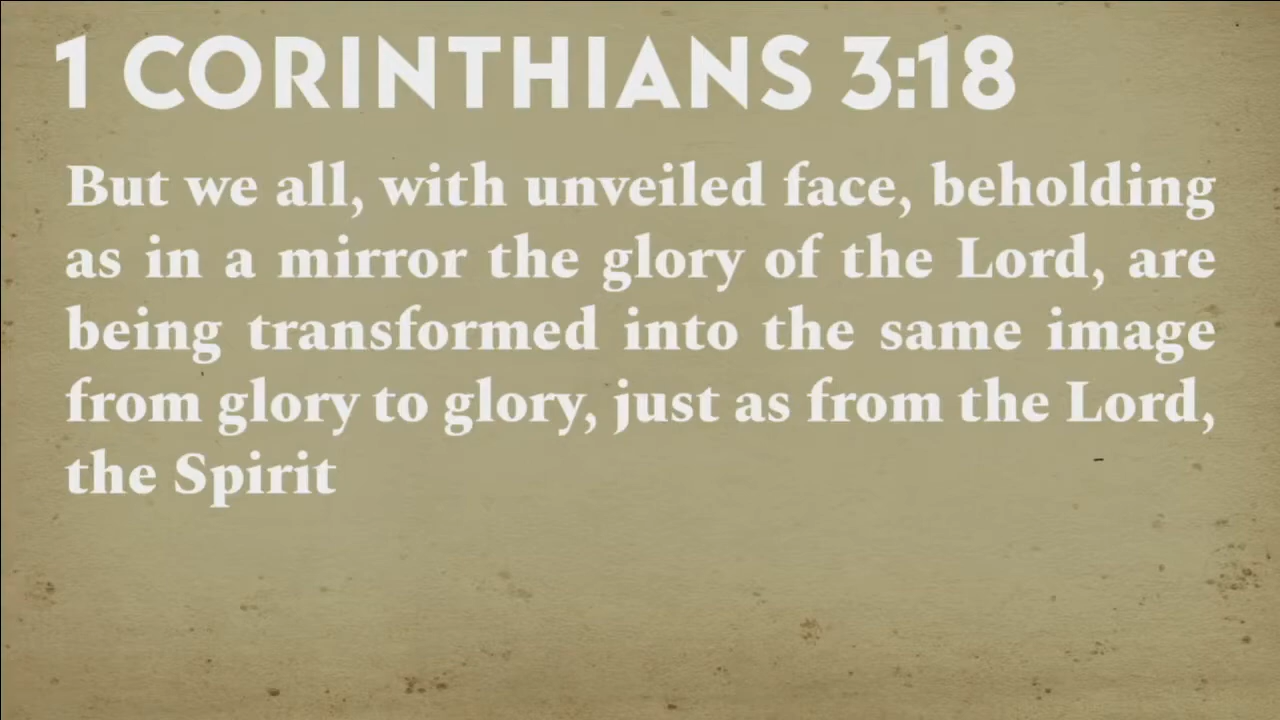 1 CORINTHIANS 3:18
But we all, with unveiled face, beholding
as in a mirror the glory of the Lord, are
being transformed into the same image
from glory to glory, just as from the Lord,
the Spirit